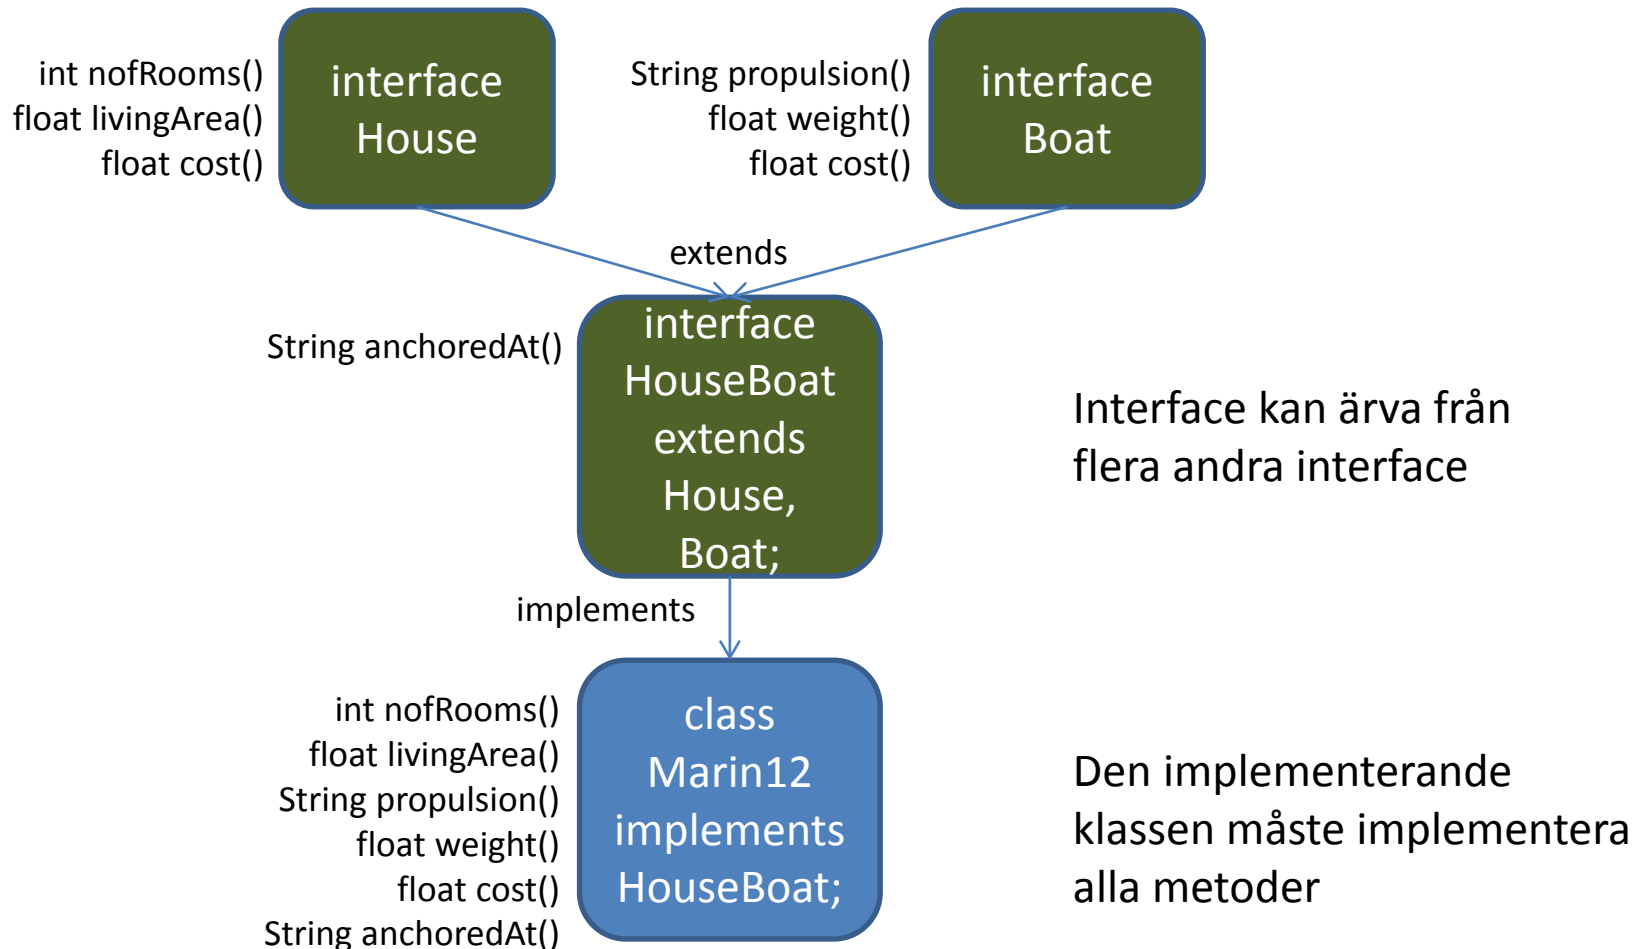 int nofRooms()
float livingArea()
float cost()
interface
House
String propulsion()
float weight()
float cost()
interface
Boat
extends
String anchoredAt()
interface
HouseBoat
extends
House,
Boat;
Interface kan ärva från
flera andra interface
implements
int nofRooms()
float livingArea()
String propulsion()
float weight()
float cost()
String anchoredAt()
class
Marin12
implements
HouseBoat;
Den implementerande
klassen måste implementera
alla metoder